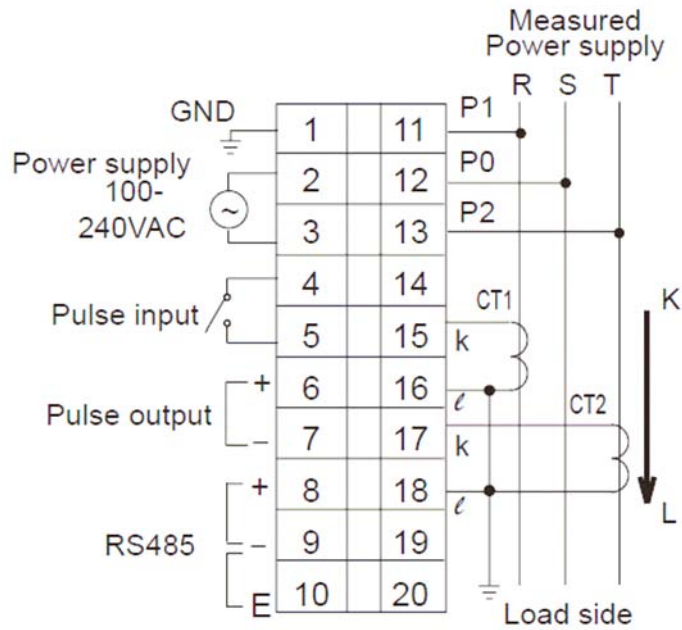 Measured
Power supply
R S T
GND
1 11 P1
Power supply
100-
240VAC
~
2 12 P0
3 13 P2
4 14
CT1
K
Pulse input
5 15 k
+ 6 16 ℓ
CT2
Pulse output
– 7 17 k
+ 8 18 ℓ
L
RS485
– 9 19
E 10 20
Load side